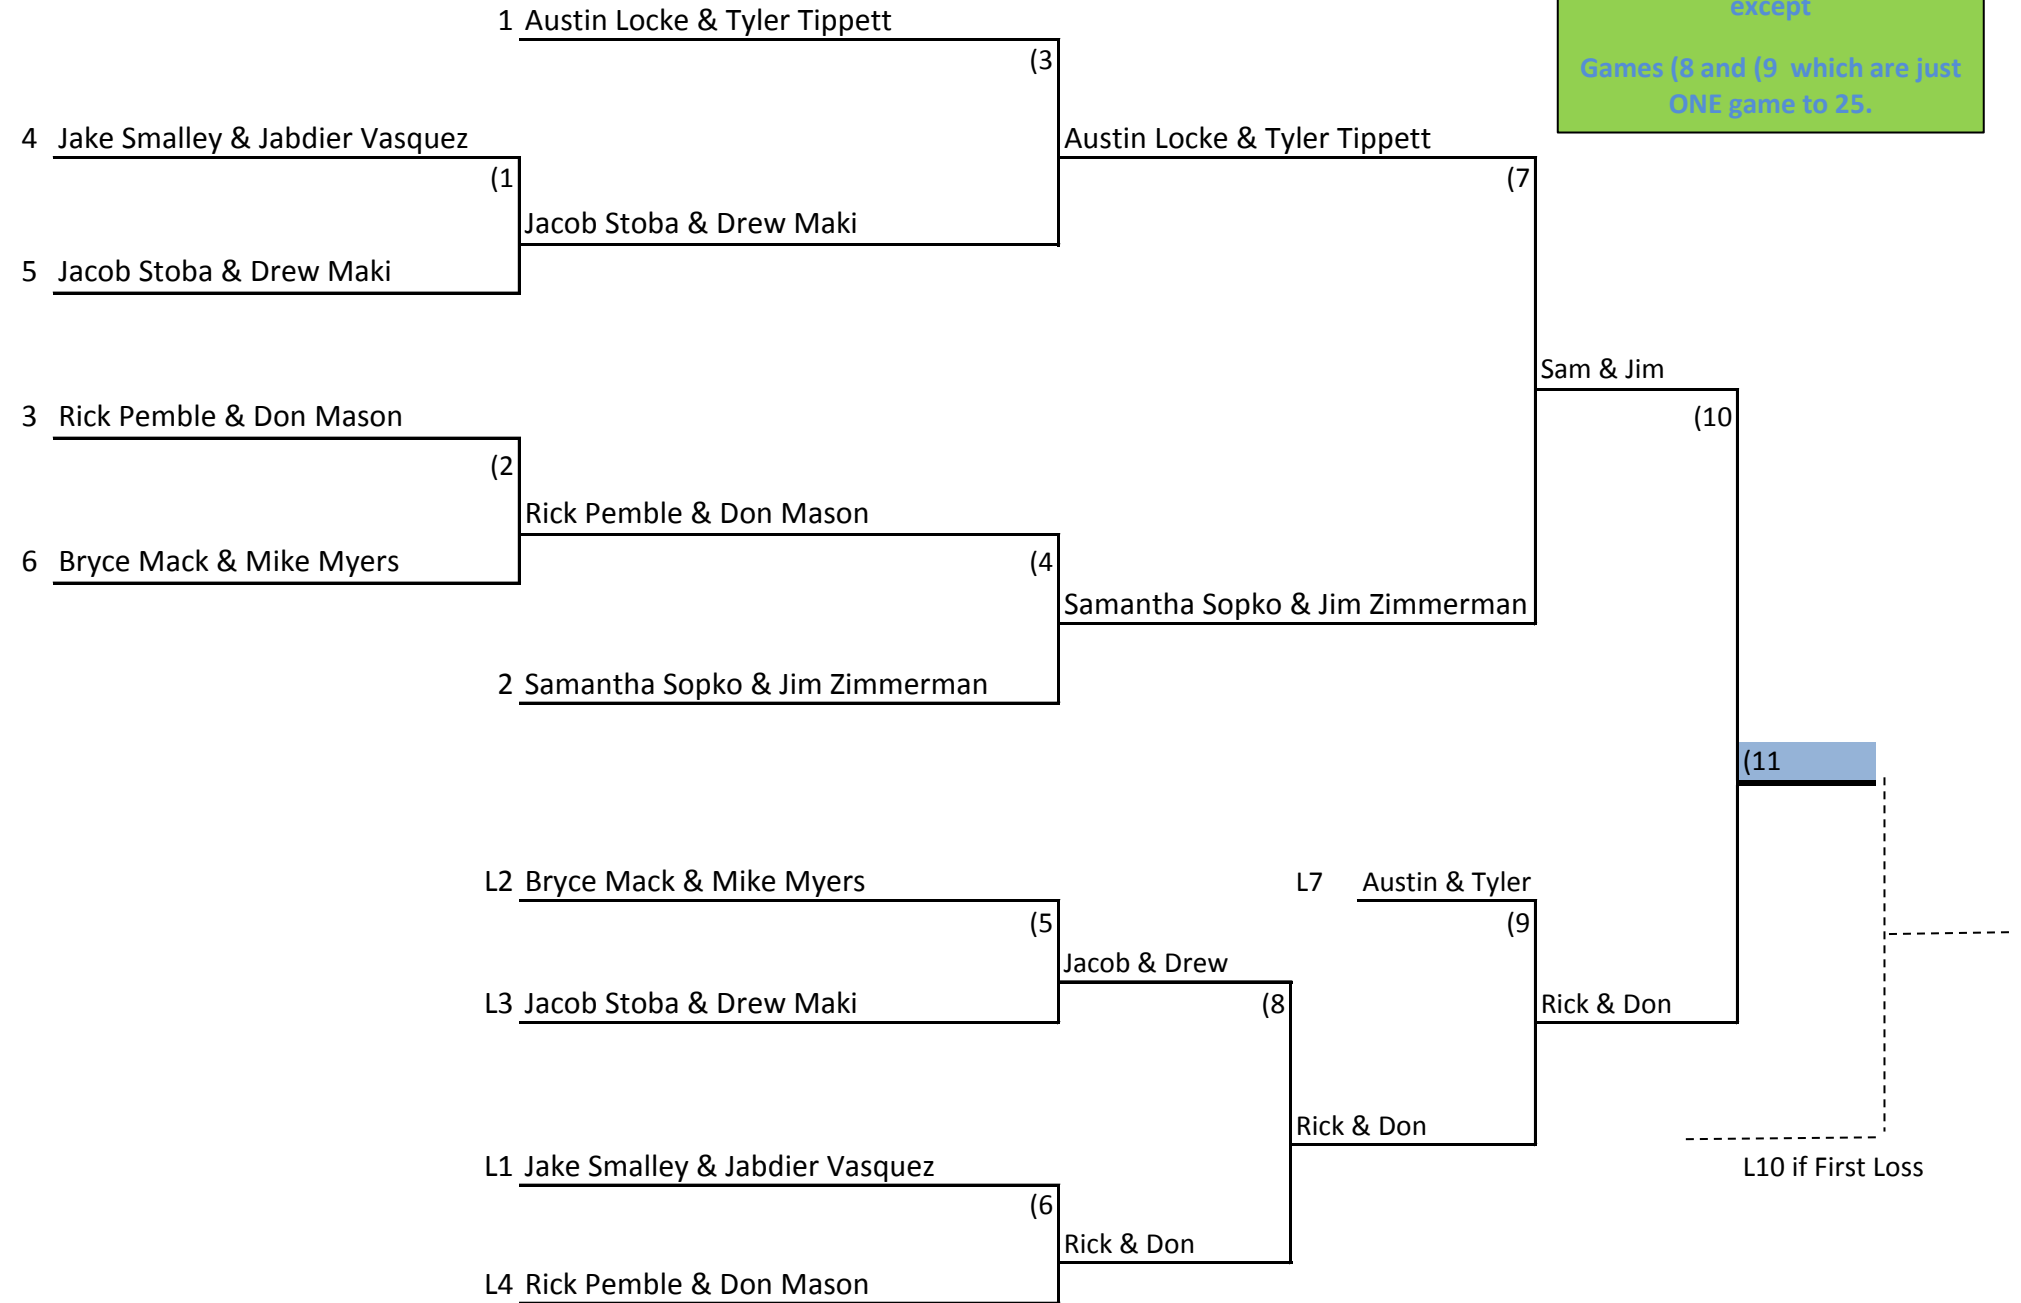 except
Games (8 and (9 which are just
ONE game to 25.
1 Austin Locke & Tyler Tippett
(3
4 Jake Smalley & Jabdier Vasquez
Austin Locke & Tyler Tippett
(1
(7
Jacob Stoba & Drew Maki
5 Jacob Stoba & Drew Maki
Sam & Jim
3 Rick Pemble & Don Mason
(10
(2
Rick Pemble & Don Mason
6 Bryce Mack & Mike Myers
(4
Samantha Sopko & Jim Zimmerman
2 Samantha Sopko & Jim Zimmerman
(11
L2 Bryce Mack & Mike Myers
L7 Austin & Tyler
(5
(9
Jacob & Drew
L3 Jacob Stoba & Drew Maki
(8
Rick & Don
Rick & Don
L1 Jake Smalley & Jabdier Vasquez
L10 if First Loss
(6
Rick & Don
L4 Rick Pemble & Don Mason